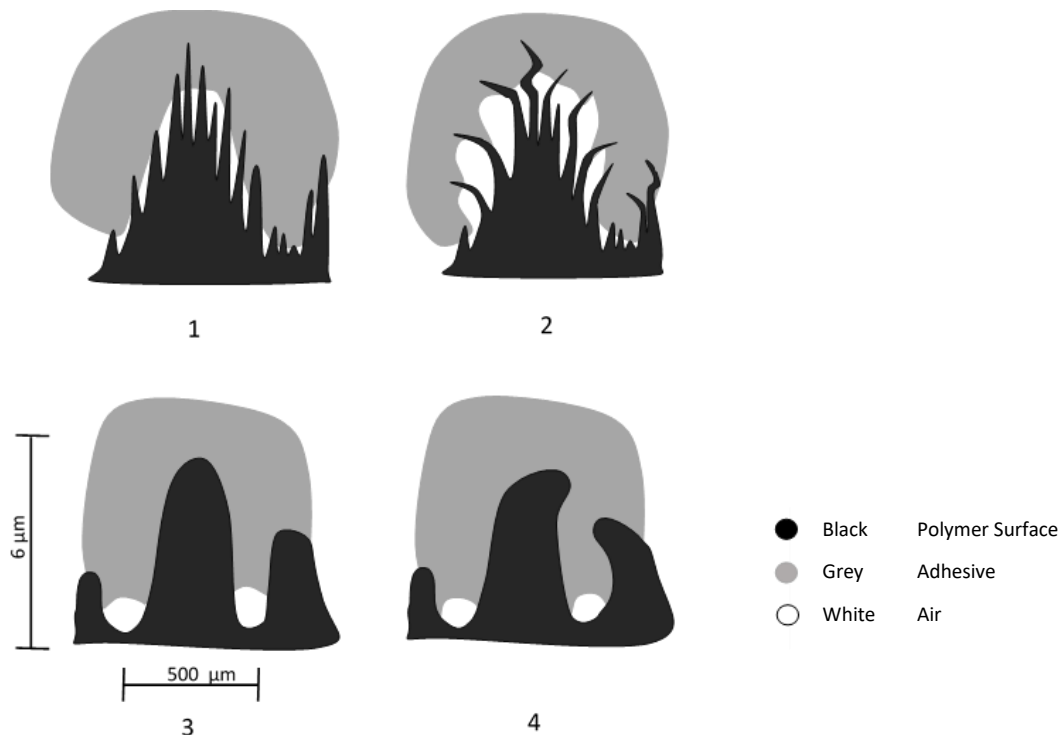 1
2
6 μm
500 μm
3
4
Black Polymer Surface
Grey Adhesive
White Air